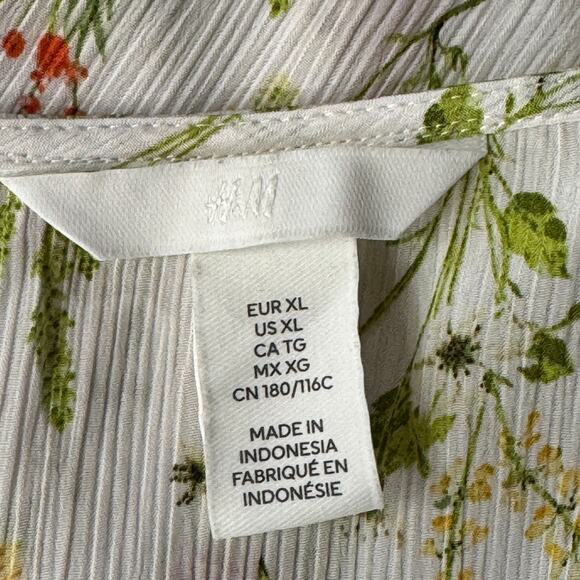 H&M
EUR XL
US XL
CA TG
MX XG
CN 180/116C
MADE IN
INDONESIA
FABRIQUÉ EN
INDONÉSIE